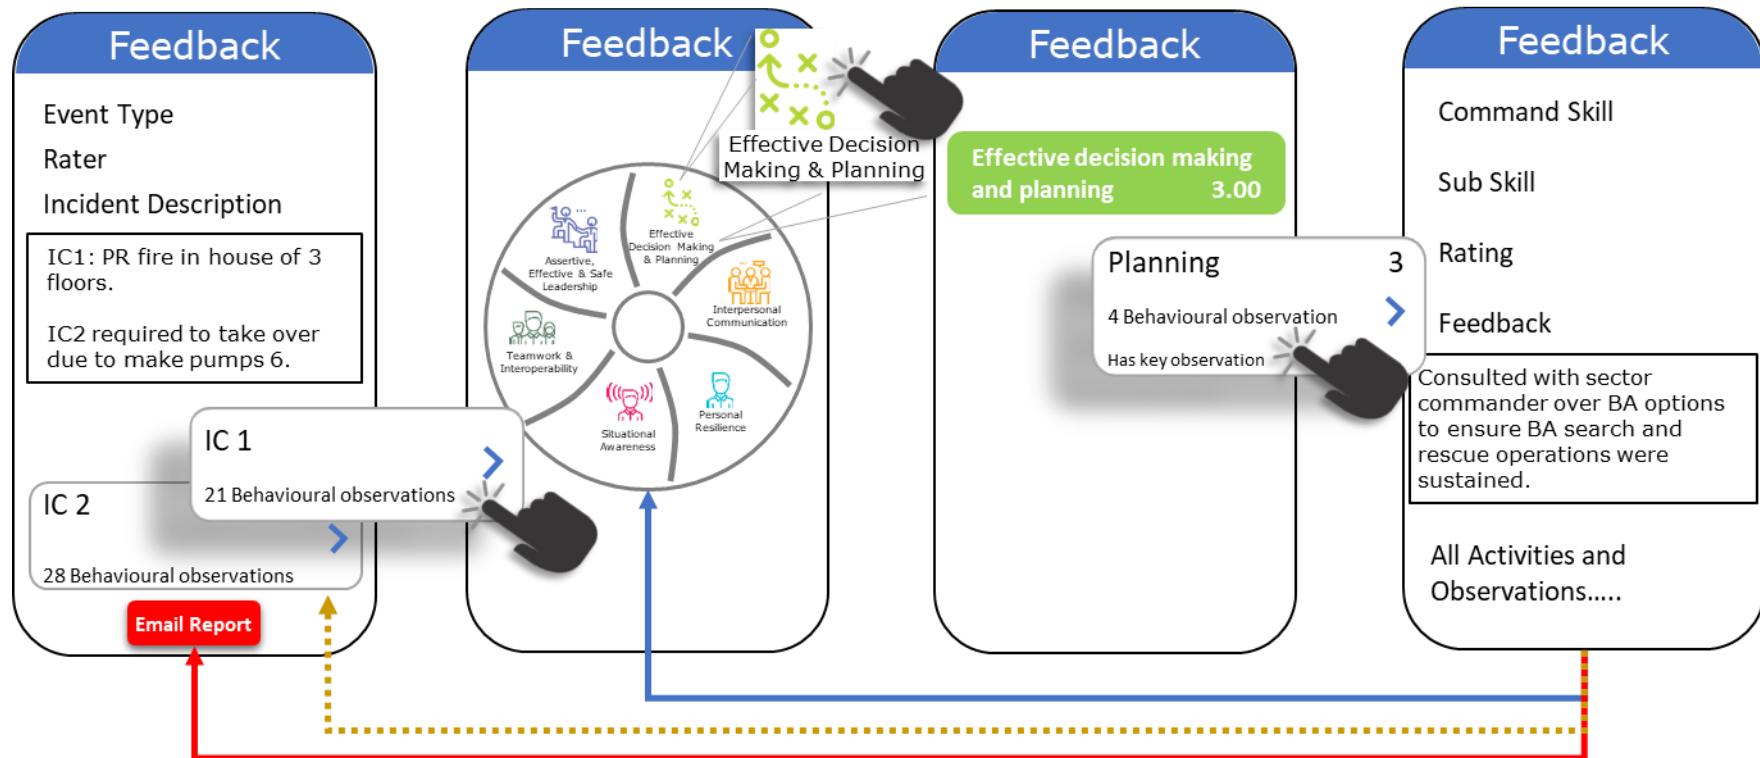 Feedback
Event Type
Rater
Incident Description
IC1: PR fire in house of 3
floors.
IC2 required to take over
due to make pumps 6.
IC 1
21 Behavioural observations
IC 2
28 Behavioural observations
Email Report
Feedback
Effective Decision
Making & Planning
Effective
Decision Making
& Planning
Assertive,
Effective & Safe
Leadership
Interpersonal
Communication
Teamwork &
Interoperability
Personal
Resilience
Situational
Awareness
Feedback
Effective decision making
and planning 3.00
Planning 3
4 Behavioural observation
Has key observation
Feedback
Command Skill
Sub Skill
Rating
Feedback
Consulted with sector
commander over BA options
to ensure BA search and
rescue operations were
sustained.
All Activities and
Observations.....